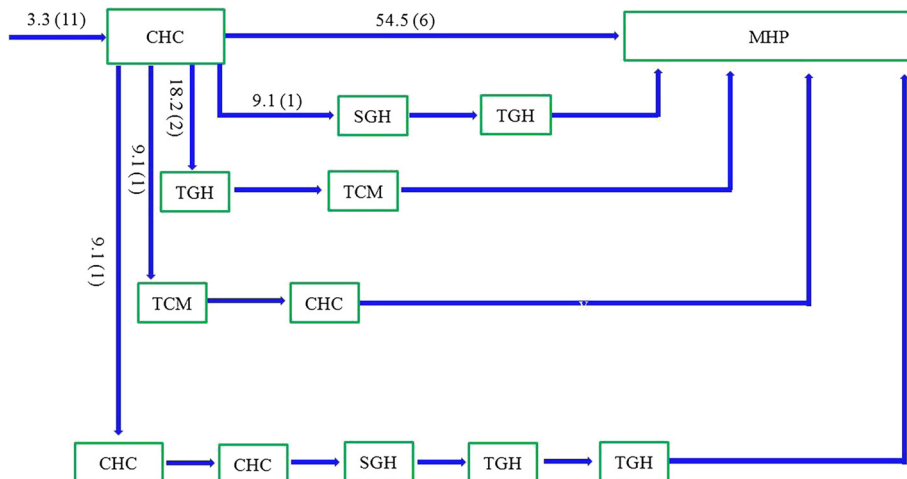 3.3 (11)
CHC
54.5 (6)
MHP
18.2 (2)
9.1 (1)
SGH
TGH
9.1 (1)
TGH
TCM
9.1 (1)
TCM
CHC
v
CHC
CHC
SGH
TGH
TGH